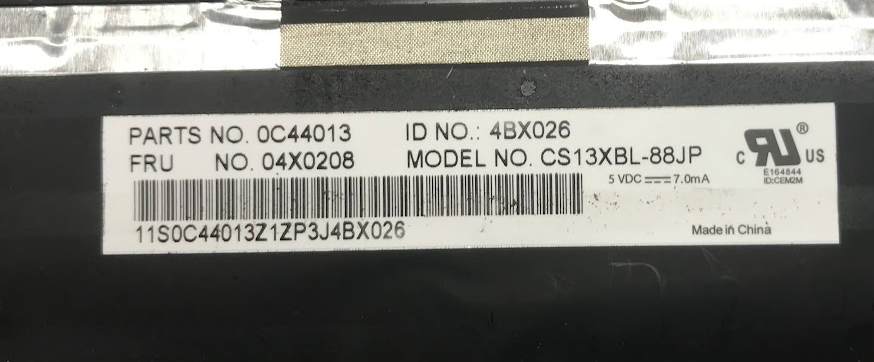 PARTS NO. 0C44013 ID NO.: 4BX026
FRU NO. 04X0208 MODEL NO. CS13XBL-88JP
5 VDC ⎓ 7.0mA
11S0C44013Z1ZP3J4BX026
c RU ® US
E164844
ID:CEM2M
Made in China